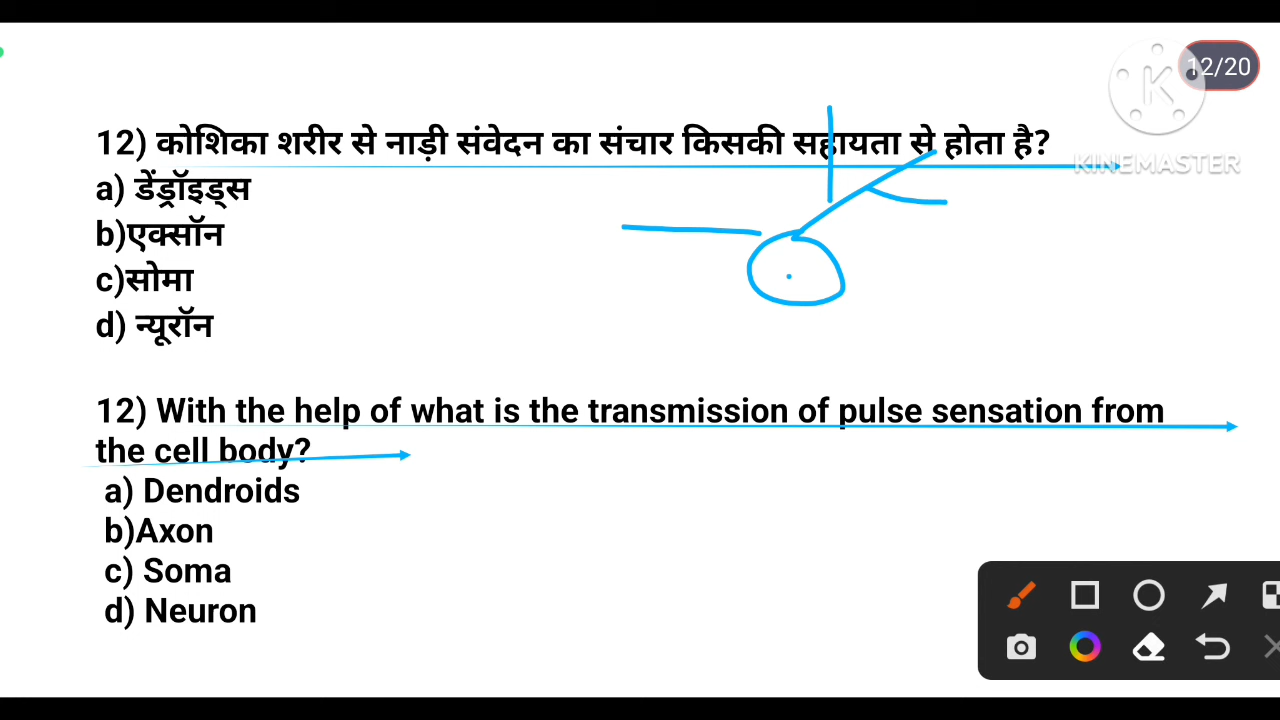 12/20
KINEMASTER
12) कोशिका शरीर से नाड़ी संवेदन का संचार किसकी सहायता से होता है?
a) डेंड्रॉइड्स
b)एक्सॉन
c)सोमा
d) न्यूरॉन
12) With the help of what is the transmission of pulse sensation from
the cell body?
a) Dendroids
b)Axon
c) Soma
d) Neuron